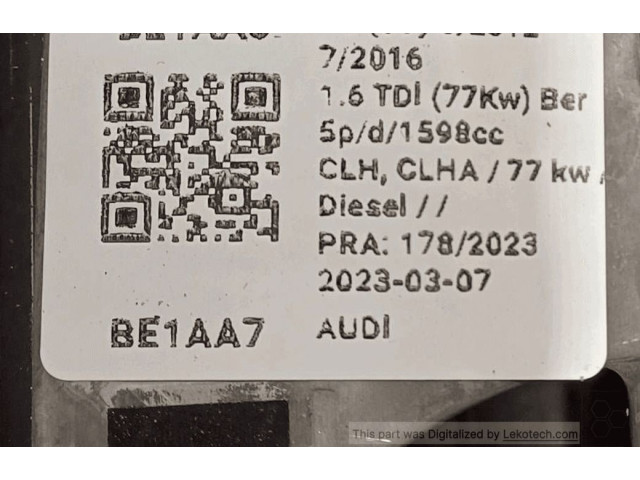 7/2016
1.6 TDI (77Kw) Ber
5p/d/1598cc
CLH, CLHA / 77 kw /
Diesel / /
PRA: 178/2023
2023-03-07
BE1AA7
AUDI
This part was Digitalized by Lekotech.com